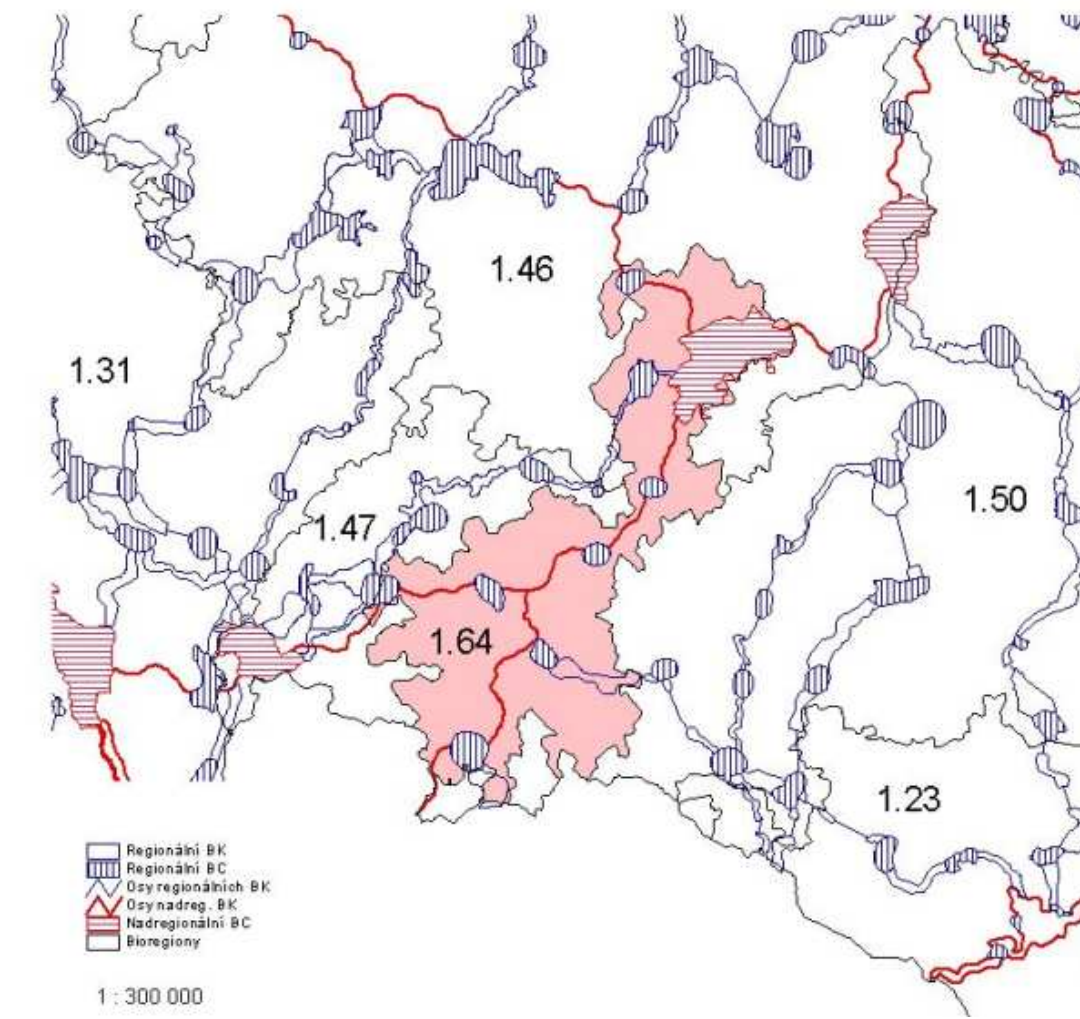 1.46
1.31
1.47
1.50
1.64
1.23
Regionální BK
Regionální BC
Osy regionálních BK
Osy nadreg. BK
Nadregionální BC
Bioregiony
1 : 300 000